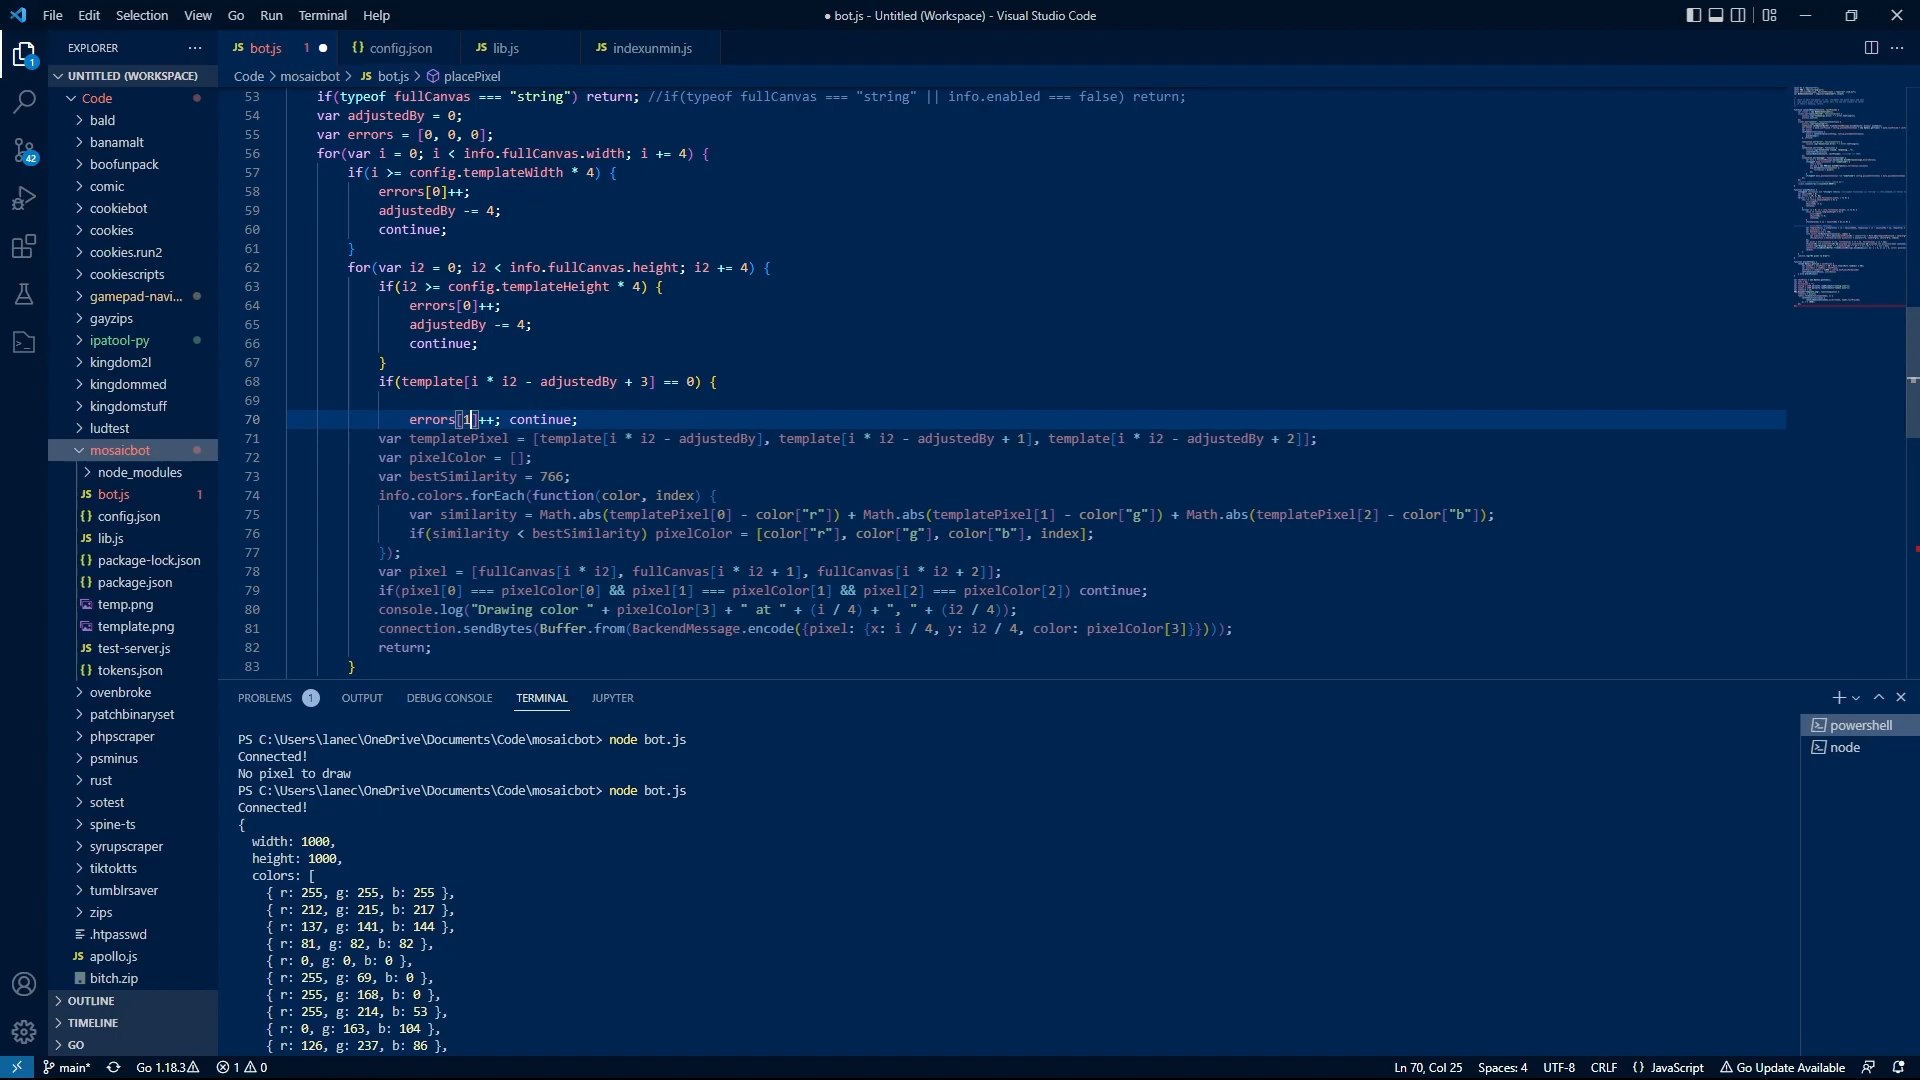 File Edit Selection View Go Run Terminal Help
● bot.js - Untitled (Workspace) - Visual Studio Code
EXPLORER
UNTITLED (WORKSPACE)
Code
bald
banamalt
boofunpack
comic
cookiebot
cookies
cookies.run2
cookiescripts
gamepad-navi...
gayzips
ipatool-py
kingdom2l
kingdommed
kingdomstuff
ludtest
mosaicbot
node_modules
JS bot.js 1
{} config.json
JS lib.js
{} package-lock.json
{} package.json
temp.png
template.png
JS test-server.js
{} tokens.json
ovenbroke
patchbinaryset
phpscraper
psminus
rust
sotest
spine-ts
syrupscraper
tiktoktts
tumblrsaver
zips
.htpasswd
JS apollo.js
bitch.zip
OUTLINE
TIMELINE
GO
1
42
JS bot.js 1 ● {} config.json JS lib.js JS indexunmin.js
Code > mosaicbot > JS bot.js > placePixel
53 if(typeof fullCanvas === "string") return; //if(typeof fullCanvas === "string" || info.enabled === false) return;
54 var adjustedBy = 0;
55 var errors = [0, 0, 0];
56 for(var i = 0; i < info.fullCanvas.width; i += 4) {
57 if(i >= config.templateWidth * 4) {
58 errors[0]++;
59 adjustedBy -= 4;
60 continue;
61 }
62 for(var i2 = 0; i2 < info.fullCanvas.height; i2 += 4) {
63 if(i2 >= config.templateHeight * 4) {
64 errors[0]++;
65 adjustedBy -= 4;
66 continue;
67 }
68 if(template[i * i2 - adjustedBy + 3] == 0) {
69
70 errors[1]++; continue;
71 var templatePixel = [template[i * i2 - adjustedBy], template[i * i2 - adjustedBy + 1], template[i * i2 - adjustedBy + 2]];
72 var pixelColor = [];
73 var bestSimilarity = 766;
74 info.colors.forEach(function(color, index) {
75 var similarity = Math.abs(templatePixel[0] - color["r"]) + Math.abs(templatePixel[1] - color["g"]) + Math.abs(templatePixel[2] - color["b"]);
76 if(similarity < bestSimilarity) pixelColor = [color["r"], color["g"], color["b"], index];
77 });
78 var pixel = [fullCanvas[i * i2], fullCanvas[i * i2 + 1], fullCanvas[i * i2 + 2]];
79 if(pixel[0] === pixelColor[0] && pixel[1] === pixelColor[1] && pixel[2] === pixelColor[2]) continue;
80 console.log("Drawing color " + pixelColor[3] + " at " + (i / 4) + ", " + (i2 / 4));
81 connection.sendBytes(Buffer.from(BackendMessage.encode({pixel: {x: i / 4, y: i2 / 4, color: pixelColor[3]}})));
82 return;
83 }
PROBLEMS 1 OUTPUT DEBUG CONSOLE TERMINAL JUPYTER
PS C:\Users\lanec\OneDrive\Documents\Code\mosaicbot> node bot.js
Connected!
No pixel to draw
PS C:\Users\lanec\OneDrive\Documents\Code\mosaicbot> node bot.js
Connected!
{
width: 1000,
height: 1000,
colors: [
{ r: 255, g: 255, b: 255 },
{ r: 212, g: 215, b: 217 },
{ r: 137, g: 141, b: 144 },
{ r: 81, g: 82, b: 82 },
{ r: 0, g: 0, b: 0 },
{ r: 255, g: 69, b: 0 },
{ r: 255, g: 168, b: 0 },
{ r: 255, g: 214, b: 53 },
{ r: 0, g: 163, b: 104 },
{ r: 126, g: 237, b: 86 },
powershell
node
main* Go 1.18.3 1 0
Ln 70, Col 25 Spaces: 4 UTF-8 CRLF {} JavaScript Go Update Available